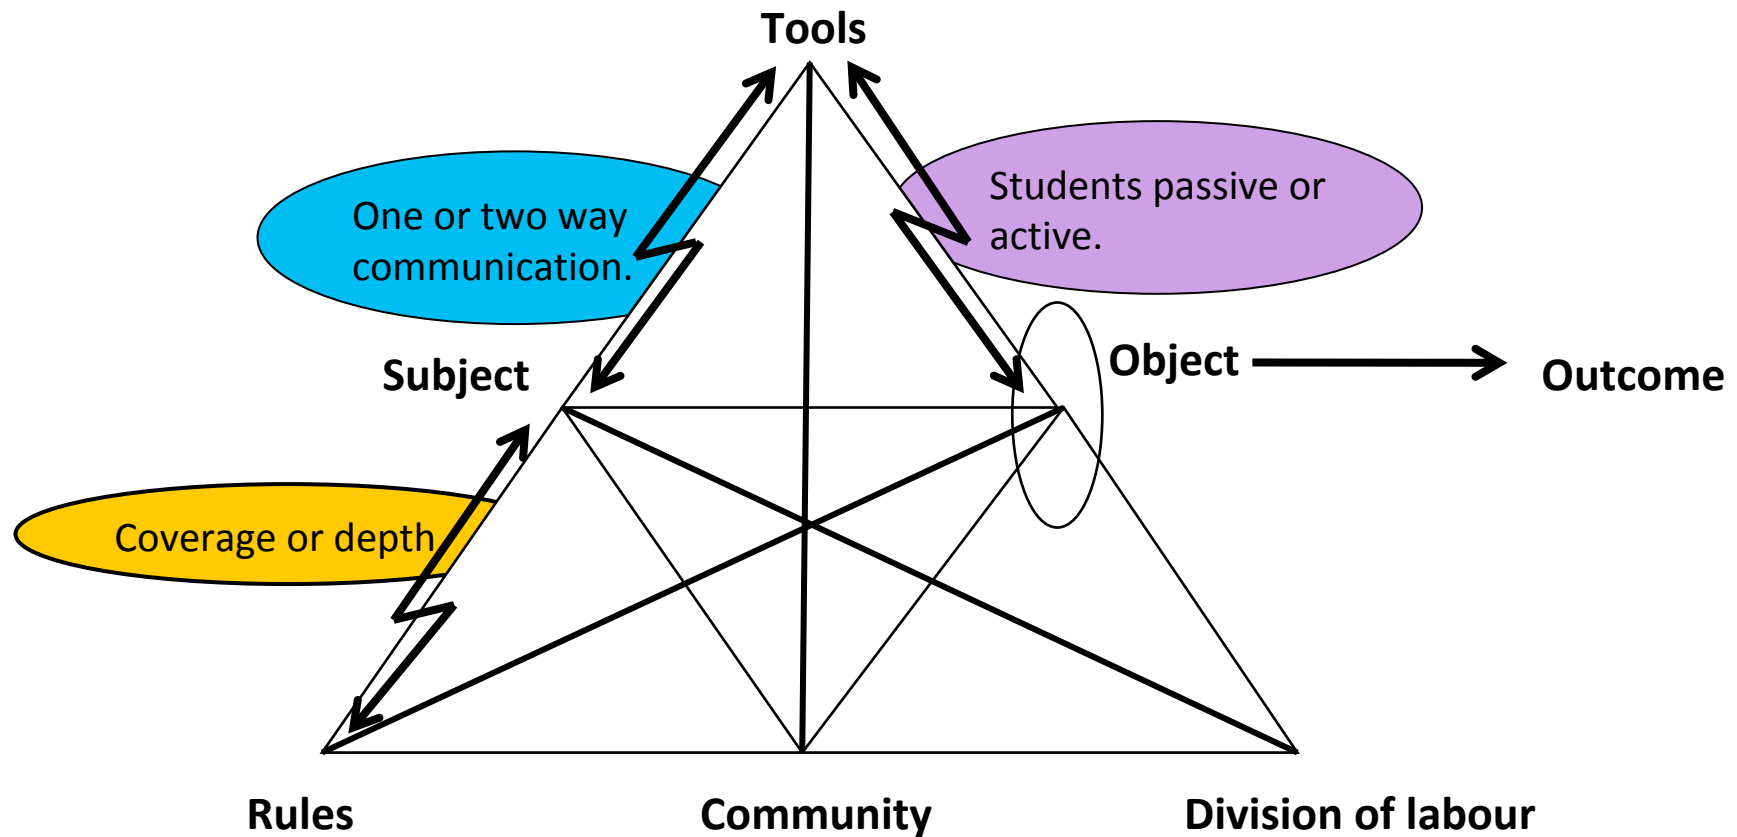 Tools
One or two way
communication.
Students passive or
active.
Subject
Object
Outcome
Coverage or depth
Rules
Community
Division of labour